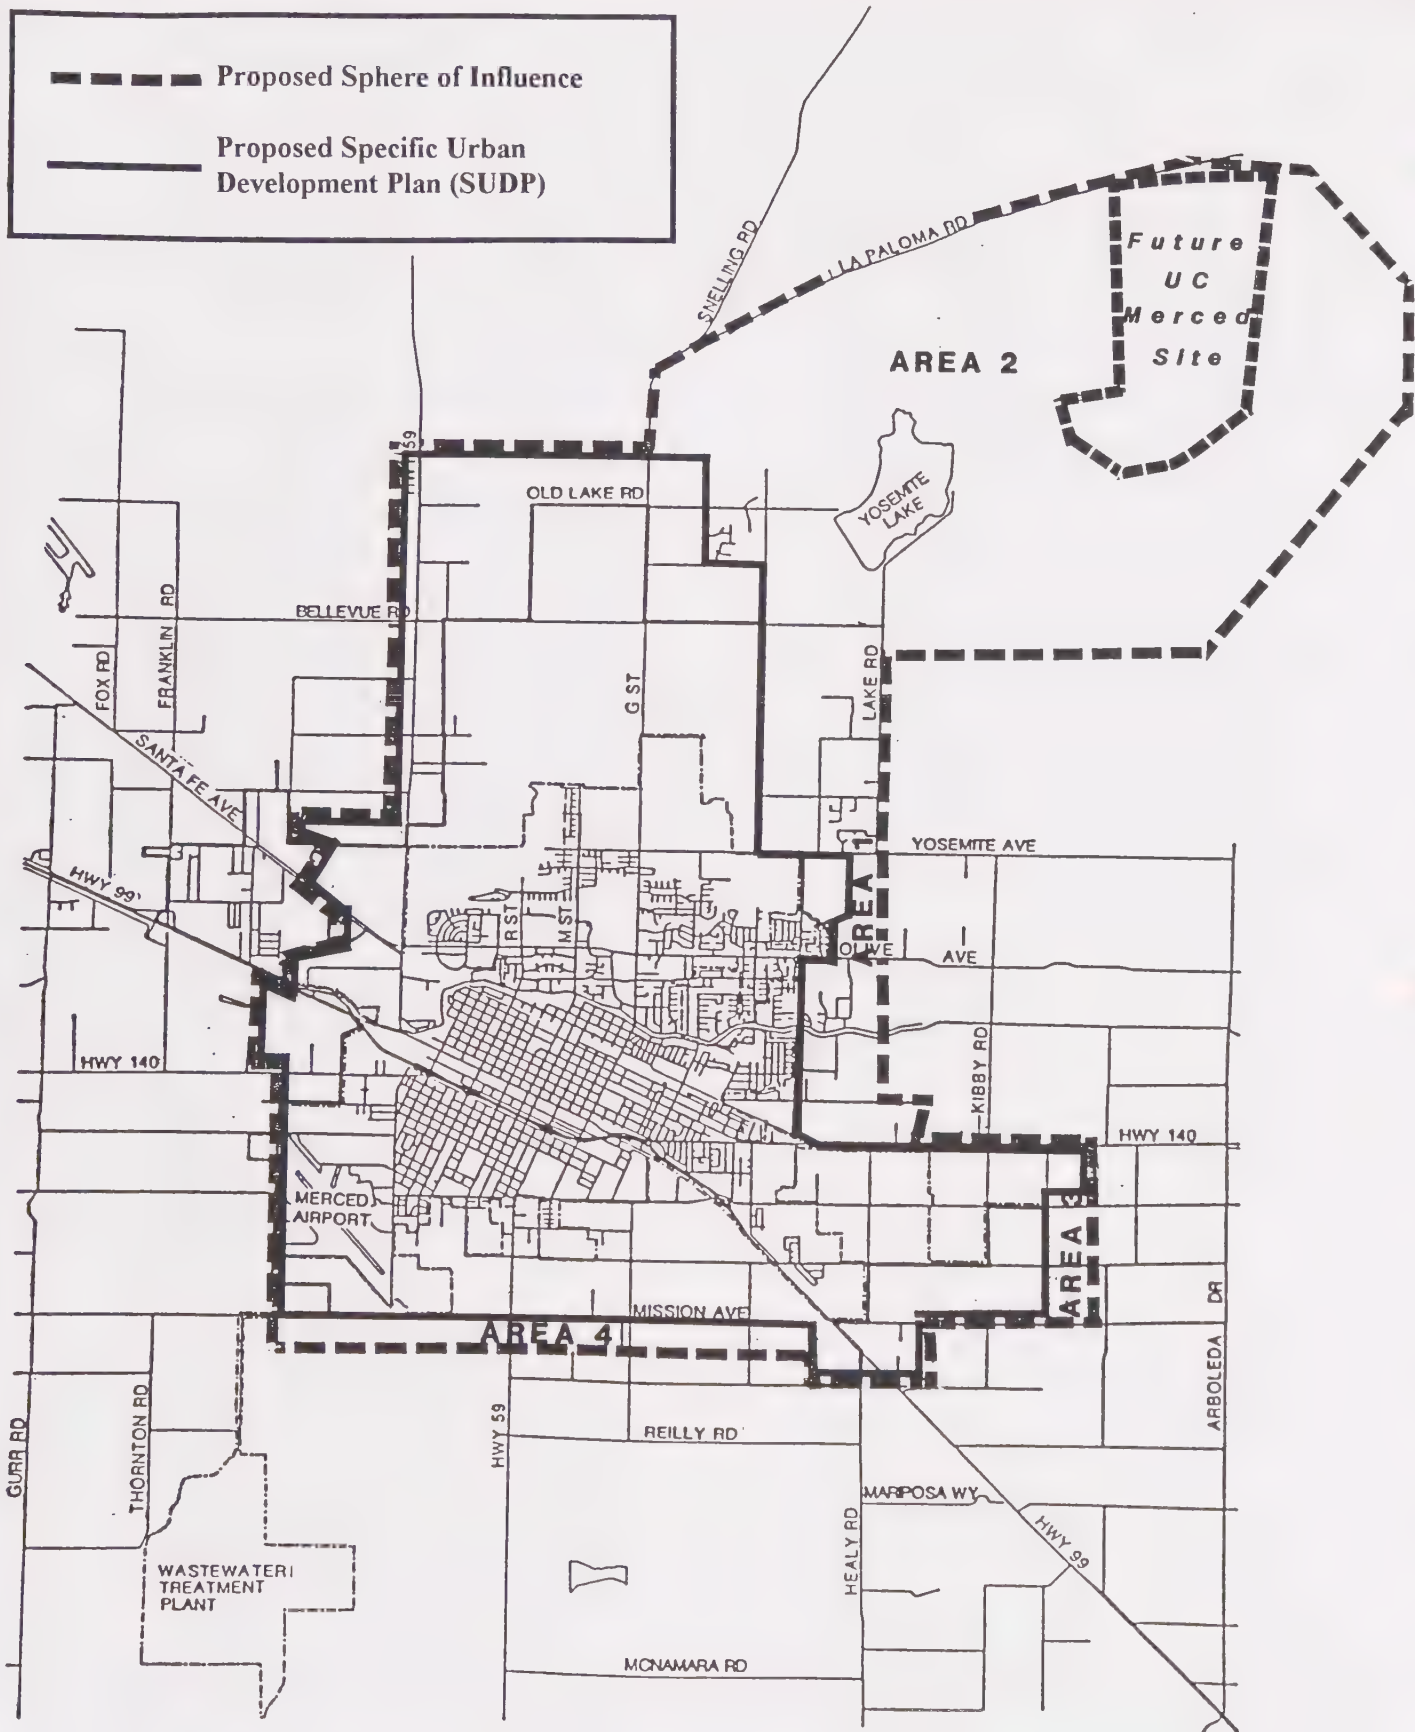 Proposed Sphere of Influence
Proposed Specific Urban
Development Plan (SUDP)
SNELLING RD
LA PALOMA RD
Future
UC
Merced
Site
AREA 2
HWY 59
OLD LAKE RD
YOSEMITE
LAKE
BELLEVUE RD
FOX RD
FRANKLIN RD
G ST
LAKE RD
SANTA FE AVE
YOSEMITE AVE
HWY 99
R ST
M ST
AREA 1
OLIVE AVE
HWY 140
KIBBY RD
HWY 140
MERCED
AIRPORT
AREA 3
MISSION AVE
AREA 4
ARBOLEDA DR
GURR RD
THORNTON RD
HWY 59
REILLY RD
MARIPOSA WY
HEALY RD
HWY 99
WASTEWATER
TREATMENT
PLANT
MCNAMARA RD